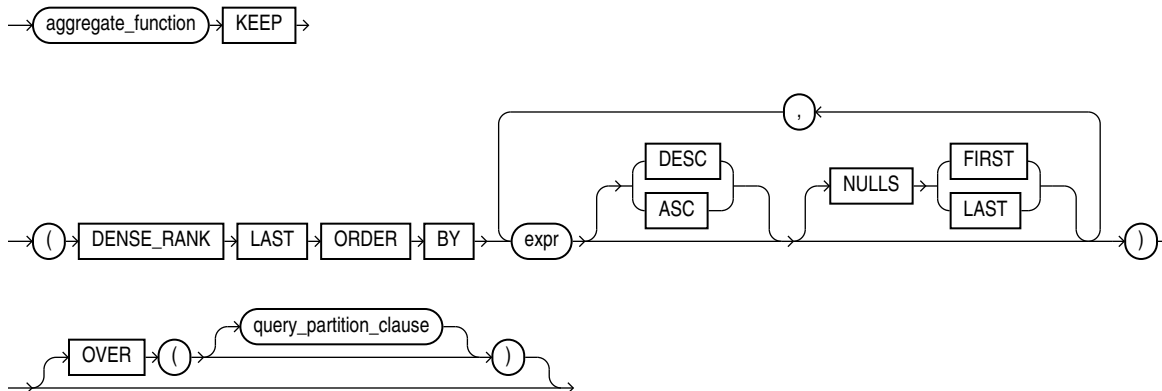 aggregate_function KEEP
,
DESC NULLS FIRST
ASC LAST
( DENSE_RANK LAST ORDER BY expr )
query_partition_clause
OVER ( )